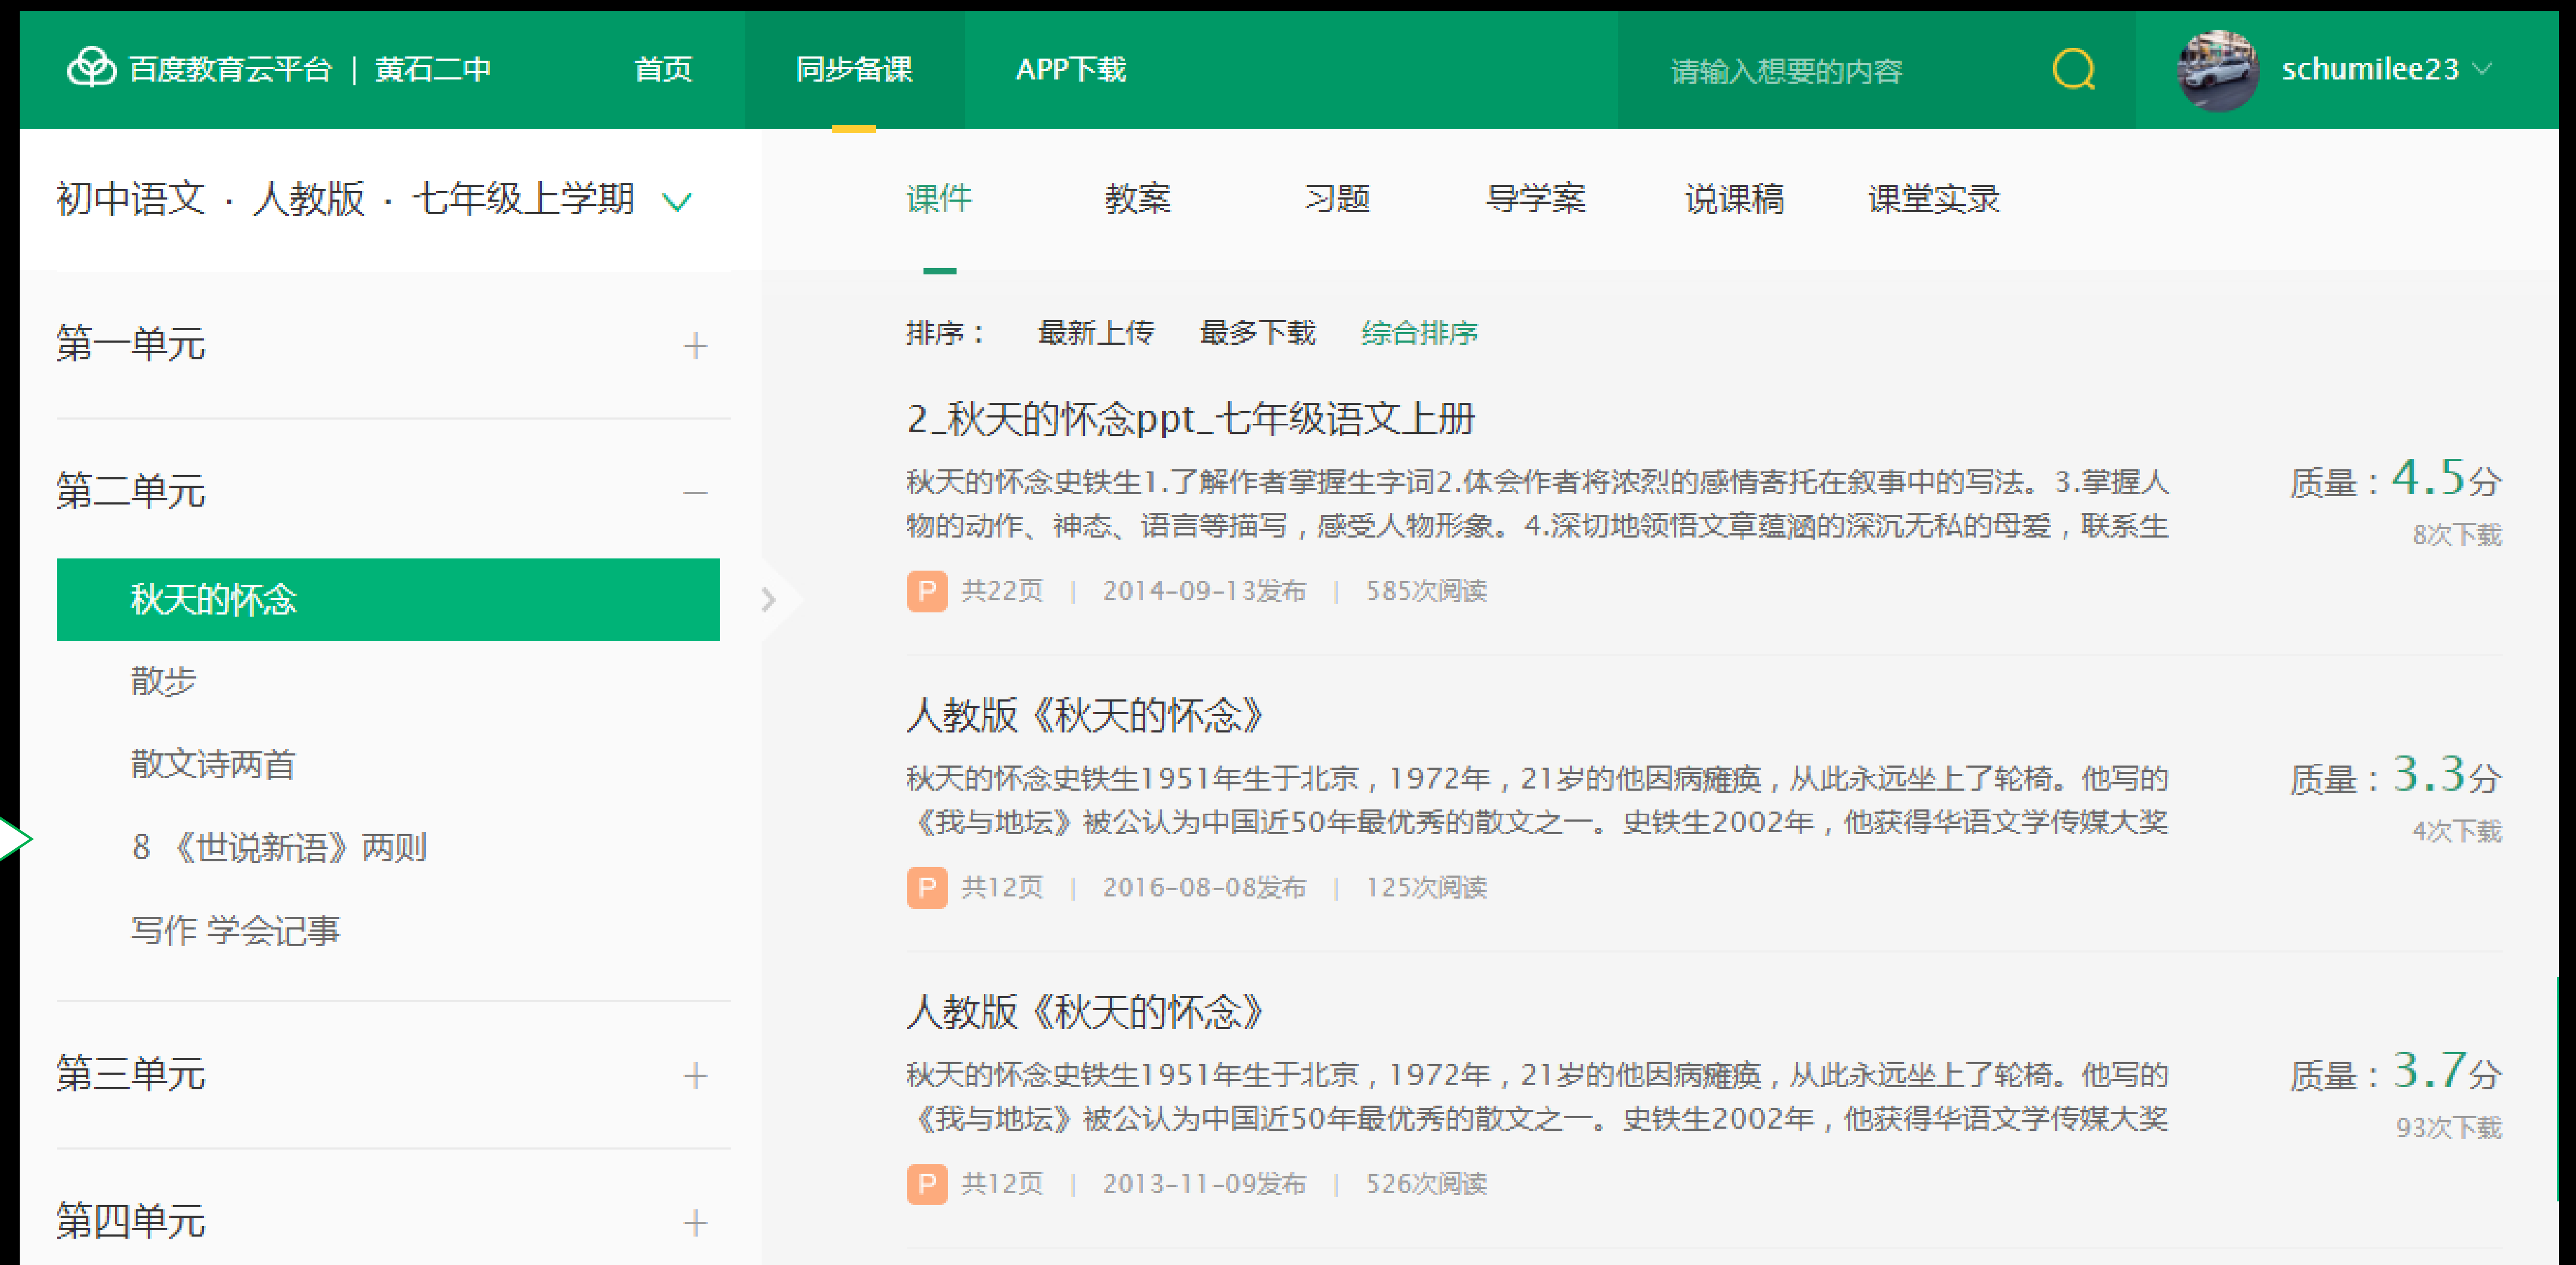 百度教育云平台 | 黄石二中 首页 同步备课 APP下载 请输入想要的内容 schumilee23
初中语文 · 人教版 · 七年级上学期
第一单元
第二单元
秋天的怀念
散步
散文诗两首
8 《世说新语》两则
写作 学会记事
第三单元
第四单元
课件 教案 习题 导学案 说课稿 课堂实录
排序： 最新上传 最多下载 综合排序
2_秋天的怀念ppt_七年级语文上册
秋天的怀念史铁生1.了解作者掌握生字词2.体会作者将浓烈的感情寄托在叙事中的写法。3.掌握人
物的动作、神态、语言等描写，感受人物形象。4.深切地领悟文章蕴涵的深沉无私的母爱，联系生
质量：4.5分
8次下载
P 共22页 | 2014-09-13发布 | 585次阅读
人教版《秋天的怀念》
秋天的怀念史铁生1951年生于北京，1972年，21岁的他因病瘫痪，从此永远坐上了轮椅。他写的
《我与地坛》被公认为中国近50年最优秀的散文之一。史铁生2002年，他获得华语文学传媒大奖
质量：3.3分
4次下载
P 共12页 | 2016-08-08发布 | 125次阅读
人教版《秋天的怀念》
秋天的怀念史铁生1951年生于北京，1972年，21岁的他因病瘫痪，从此永远坐上了轮椅。他写的
《我与地坛》被公认为中国近50年最优秀的散文之一。史铁生2002年，他获得华语文学传媒大奖
质量：3.7分
93次下载
P 共12页 | 2013-11-09发布 | 526次阅读